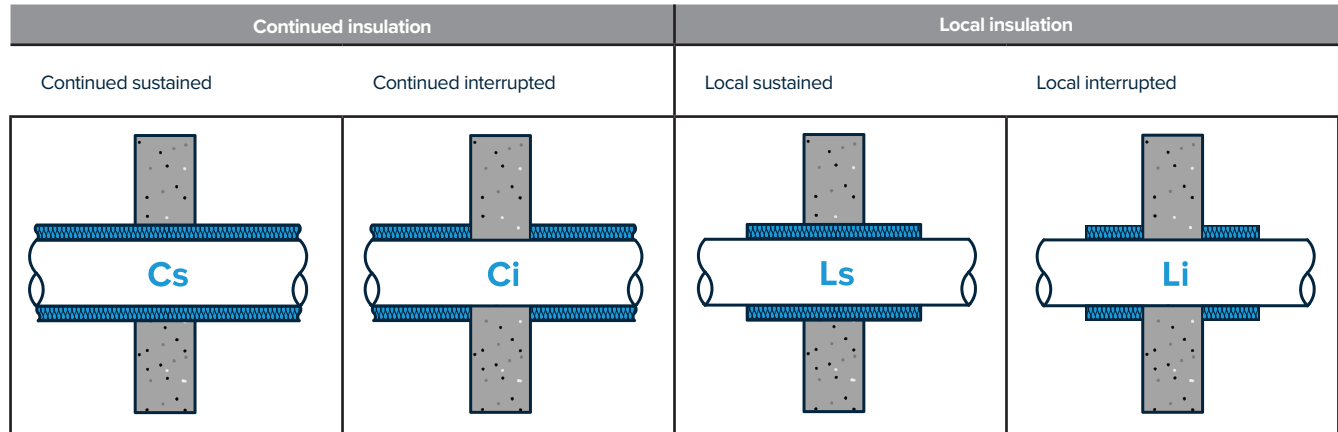 Continued insulation
Local insulation
Continued sustained
Continued interrupted
Local sustained
Local interrupted
Cs
Ci
Ls
Li